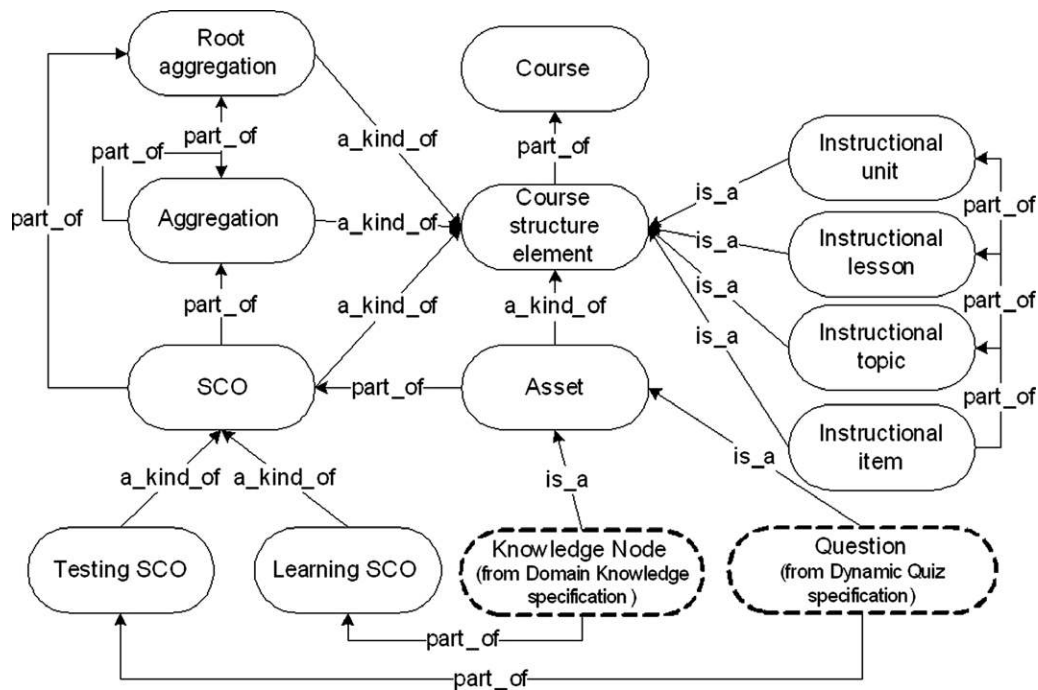 Root
aggregation
Course
part_of
part_of
a_kind_of
part_of
Instructional
unit
is_a
part_of
part_of
Aggregation
a_kind_of
Course
structure
element
is_a
Instructional
lesson
part_of
a_kind_of
a_kind_of
is_a
part_of
is_a
Instructional
topic
SCO
part_of
Asset
part_of
Instructional
item
a_kind_of
a_kind_of
is_a
is_a
Testing SCO
Learning SCO
Knowledge Node
(from Domain Knowledge
specification )
Question
(from Dynamic Quiz
specification)
part_of
part_of